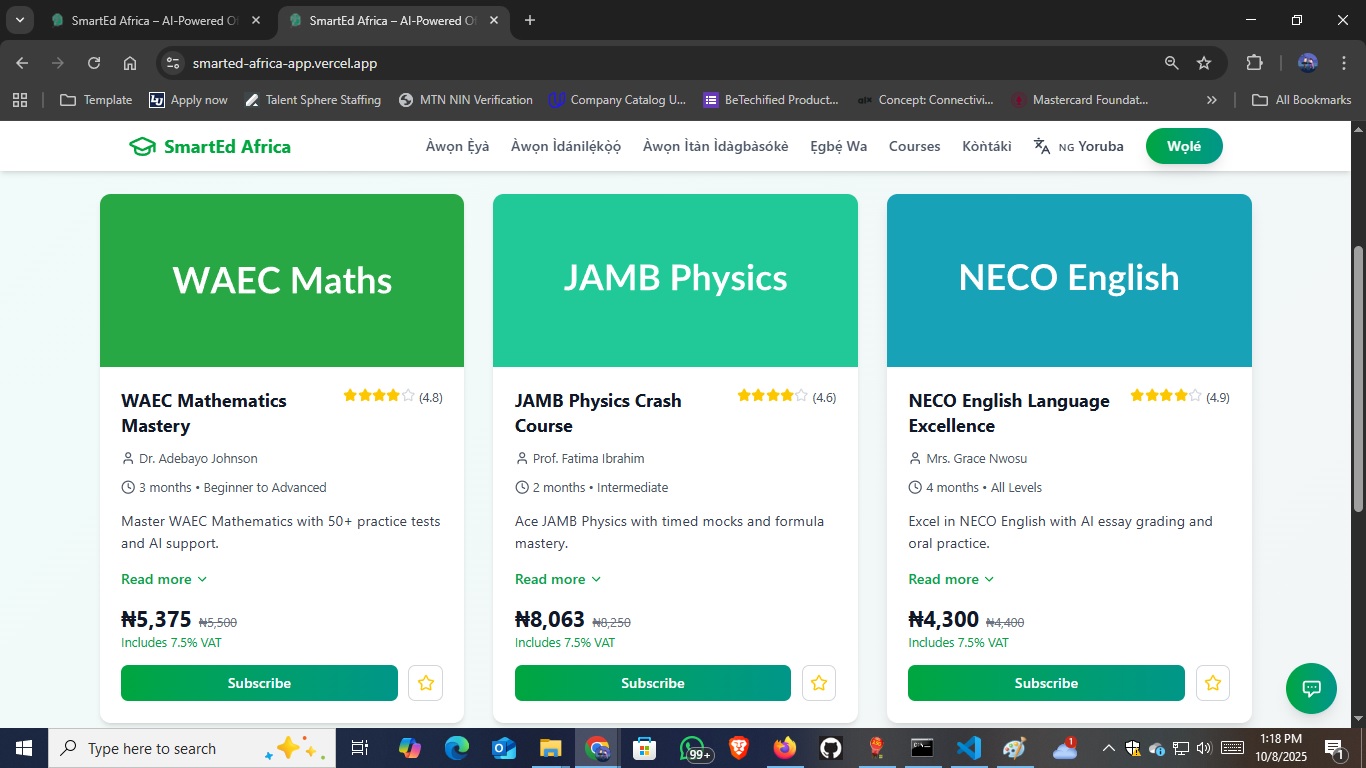 SmartEd Africa – AI-Powered O
SmartEd Africa – AI-Powered O
smarted-africa-app.vercel.app
Template
Apply now
Talent Sphere Staffing
MTN NIN Verification
Company Catalog U...
BeTechified Product...
Concept: Connectivi...
Mastercard Foundat...
All Bookmarks
SmartEd Africa
Àwọn Ẹ̀yà
Àwọn Ìdánilẹ́kọ̀ọ́
Àwọn Ìtàn Ìdàgbàsókè
Ẹgbẹ́ Wa
Courses
Kòǹtákì
NG Yoruba
Wọlé
WAEC Maths
JAMB Physics
NECO English
WAEC Mathematics
Mastery
(4.8)
Dr. Adebayo Johnson
3 months • Beginner to Advanced
Master WAEC Mathematics with 50+ practice tests
and AI support.
Read more
₦5,375 ₦5,500
Includes 7.5% VAT
Subscribe
JAMB Physics Crash
Course
(4.6)
Prof. Fatima Ibrahim
2 months • Intermediate
Ace JAMB Physics with timed mocks and formula
mastery.
Read more
₦8,063 ₦8,250
Includes 7.5% VAT
Subscribe
NECO English Language
Excellence
(4.9)
Mrs. Grace Nwosu
4 months • All Levels
Excel in NECO English with AI essay grading and
oral practice.
Read more
₦4,300 ₦4,400
Includes 7.5% VAT
Subscribe
Type here to search
99+
1
1:18 PM
10/8/2025
1